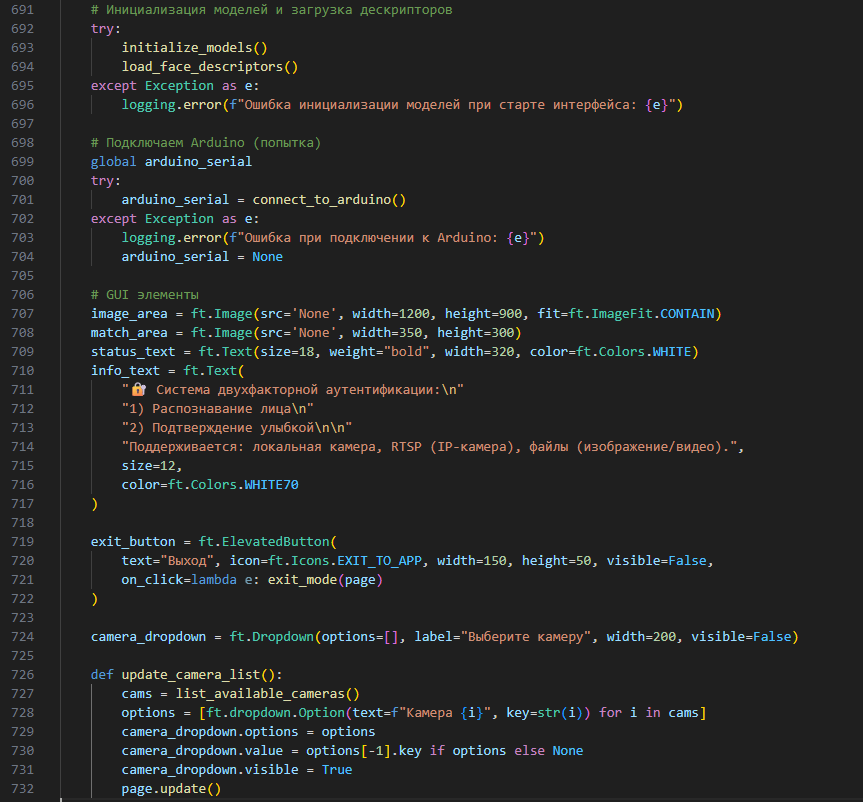 691 # Инициализация моделей и загрузка дескрипторов
692 try:
693     initialize_models()
694     load_face_descriptors()
695 except Exception as e:
696     logging.error(f"Ошибка инициализации моделей при старте интерфейса: {e}")
697
698 # Подключаем Arduino (попытка)
699 global arduino_serial
700 try:
701     arduino_serial = connect_to_arduino()
702 except Exception as e:
703     logging.error(f"Ошибка при подключении к Arduino: {e}")
704     arduino_serial = None
705
706 # GUI элементы
707 image_area = ft.Image(src='None', width=1200, height=900, fit=ft.ImageFit.CONTAIN)
708 match_area = ft.Image(src='None', width=350, height=300)
709 status_text = ft.Text(size=18, weight="bold", width=320, color=ft.Colors.WHITE)
710 info_text = ft.Text(
711     "🔐 Система двухфакторной аутентификации:\n"
712     "1) Распознавание лица\n"
713     "2) Подтверждение улыбкой\n\n"
714     "Поддерживается: локальная камера, RTSP (IP-камера), файлы (изображение/видео).",
715     size=12,
716     color=ft.Colors.WHITE70
717 )
718
719 exit_button = ft.ElevatedButton(
720     text="Выход", icon=ft.Icons.EXIT_TO_APP, width=150, height=50, visible=False,
721     on_click=lambda e: exit_mode(page)
722 )
723
724 camera_dropdown = ft.Dropdown(options=[], label="Выберите камеру", width=200, visible=False)
725
726 def update_camera_list():
727     cams = list_available_cameras()
728     options = [ft.dropdown.Option(text=f"Камера {i}", key=str(i)) for i in cams]
729     camera_dropdown.options = options
730     camera_dropdown.value = options[-1].key if options else None
731     camera_dropdown.visible = True
732     page.update()